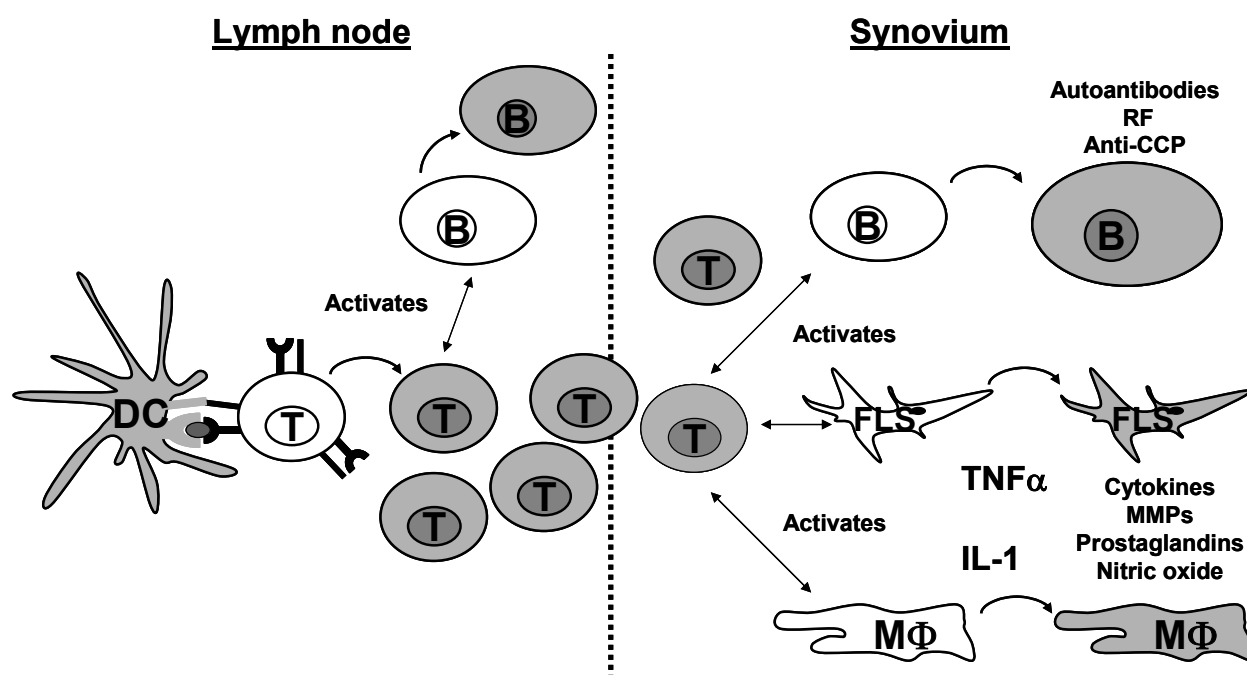 Lymph node
Synovium
B
B
Activates
DC
T
T
T
T
T
Autoantibodies
RF
Anti-CCP
B
B
T
Activates
T
FLS
FLS
TNFα
IL-1
Cytokines
MMPs
Prostaglandins
Nitric oxide
Activates
MΦ
MΦ